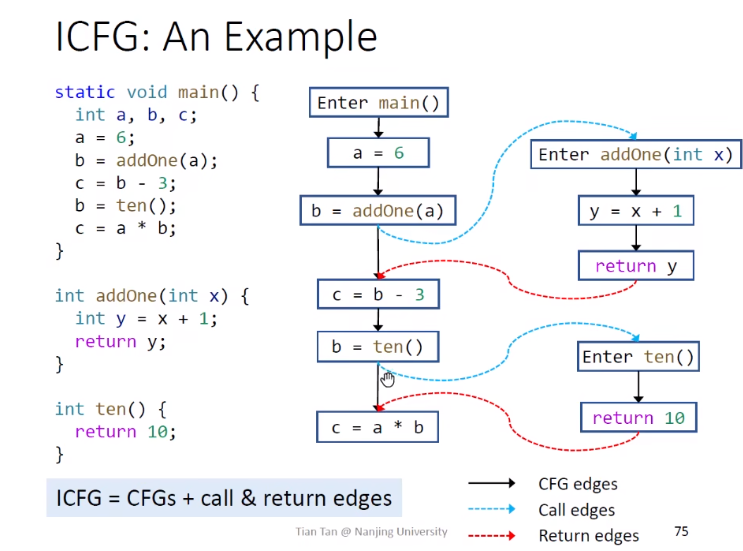 ICFG: An Example
static void main() {
int a, b, c;
a = 6;
b = addOne(a);
c = b - 3;
b = ten();
c = a * b;
}
int addOne(int x) {
int y = x + 1;
return y;
}
int ten() {
return 10;
}
Enter main()
a = 6
b = addOne(a)
c = b - 3
b = ten()
c = a * b
Enter addOne(int x)
y = x + 1
return y
Enter ten()
return 10
ICFG = CFGs + call & return edges
CFG edges
Call edges
Return edges
Tian Tan @ Nanjing University
75